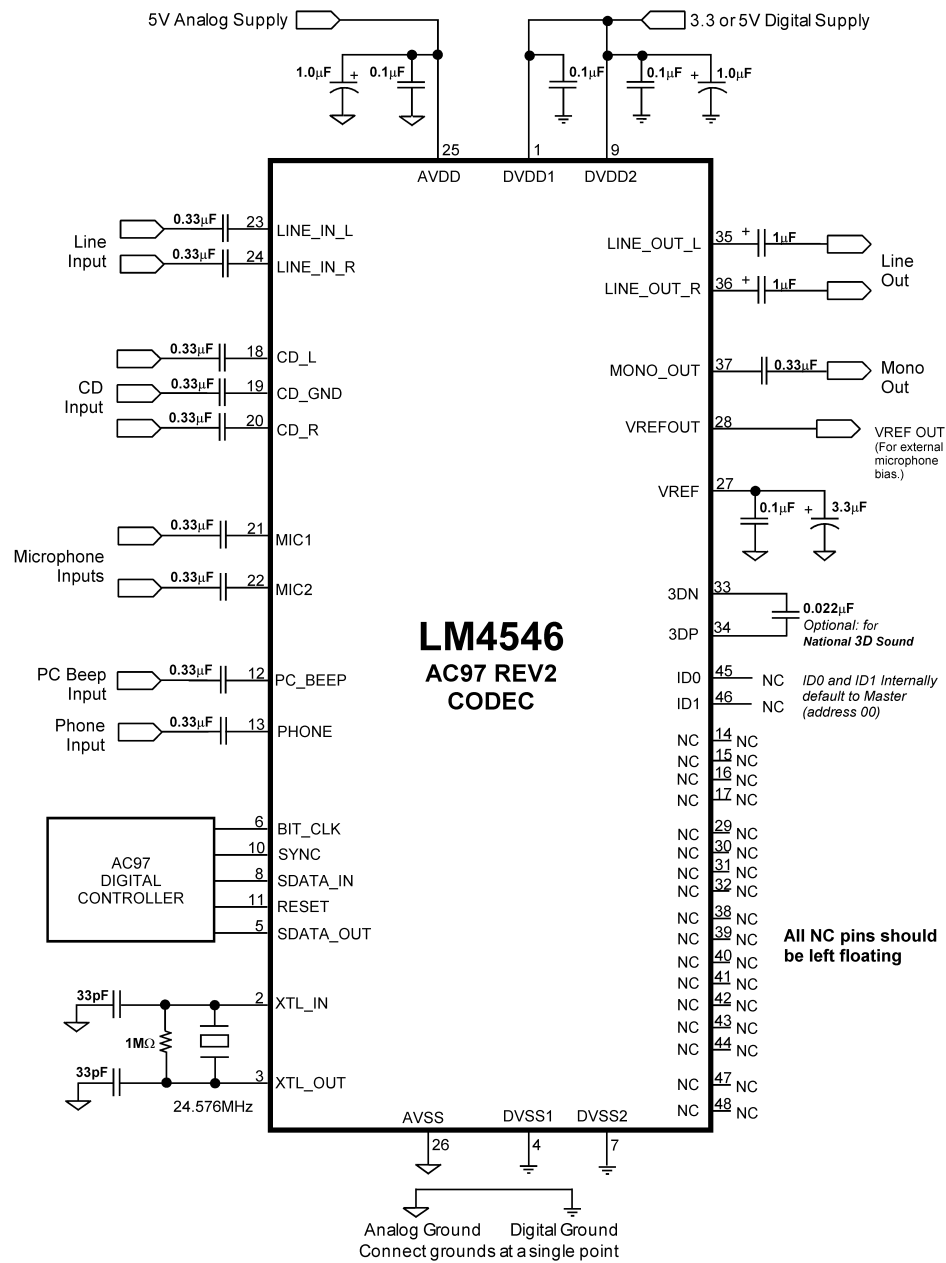 5V Analog Supply
3.3 or 5V Digital Supply
1.0µF +
0.1µF
0.1µF
0.1µF
+ 1.0µF
25
1
9
AVDD
DVDD1
DVDD2
Line
Input
0.33µF
23
LINE_IN_L
0.33µF
24
LINE_IN_R
CD
Input
0.33µF
18
CD_L
0.33µF
19
CD_GND
0.33µF
20
CD_R
Microphone
Inputs
0.33µF
21
MIC1
0.33µF
22
MIC2
PC Beep
Input
0.33µF
12
PC_BEEP
Phone
Input
0.33µF
13
PHONE
AC97
DIGITAL
CONTROLLER
6
BIT_CLK
10
SYNC
8
SDATA_IN
11
RESET
5
SDATA_OUT
33pF
2
XTL_IN
1MΩ
33pF
3
XTL_OUT
24.576MHz
LM4546
AC97 REV2
CODEC
LINE_OUT_L
35
+
1µF
LINE_OUT_R
36
+
1µF
Line
Out
MONO_OUT
37
0.33µF
Mono
Out
VREFOUT
28
VREF OUT
(For external
microphone
bias.)
VREF
27
0.1µF
+
3.3µF
3DN
33
3DP
34
0.022µF
Optional: for
National 3D Sound
ID0
45
NC
ID1
46
NC
ID0 and ID1 Internally
default to Master
(address 00)
NC 14 NC
NC 15 NC
NC 16 NC
NC 17 NC
NC 29 NC
NC 30 NC
NC 31 NC
NC 32 NC
NC 38 NC
NC 39 NC
NC 40 NC
NC 41 NC
NC 42 NC
NC 43 NC
NC 44 NC
NC 47 NC
NC 48 NC
All NC pins should
be left floating
AVSS
DVSS1
DVSS2
26
4
7
Analog Ground
Digital Ground
Connect grounds at a single point